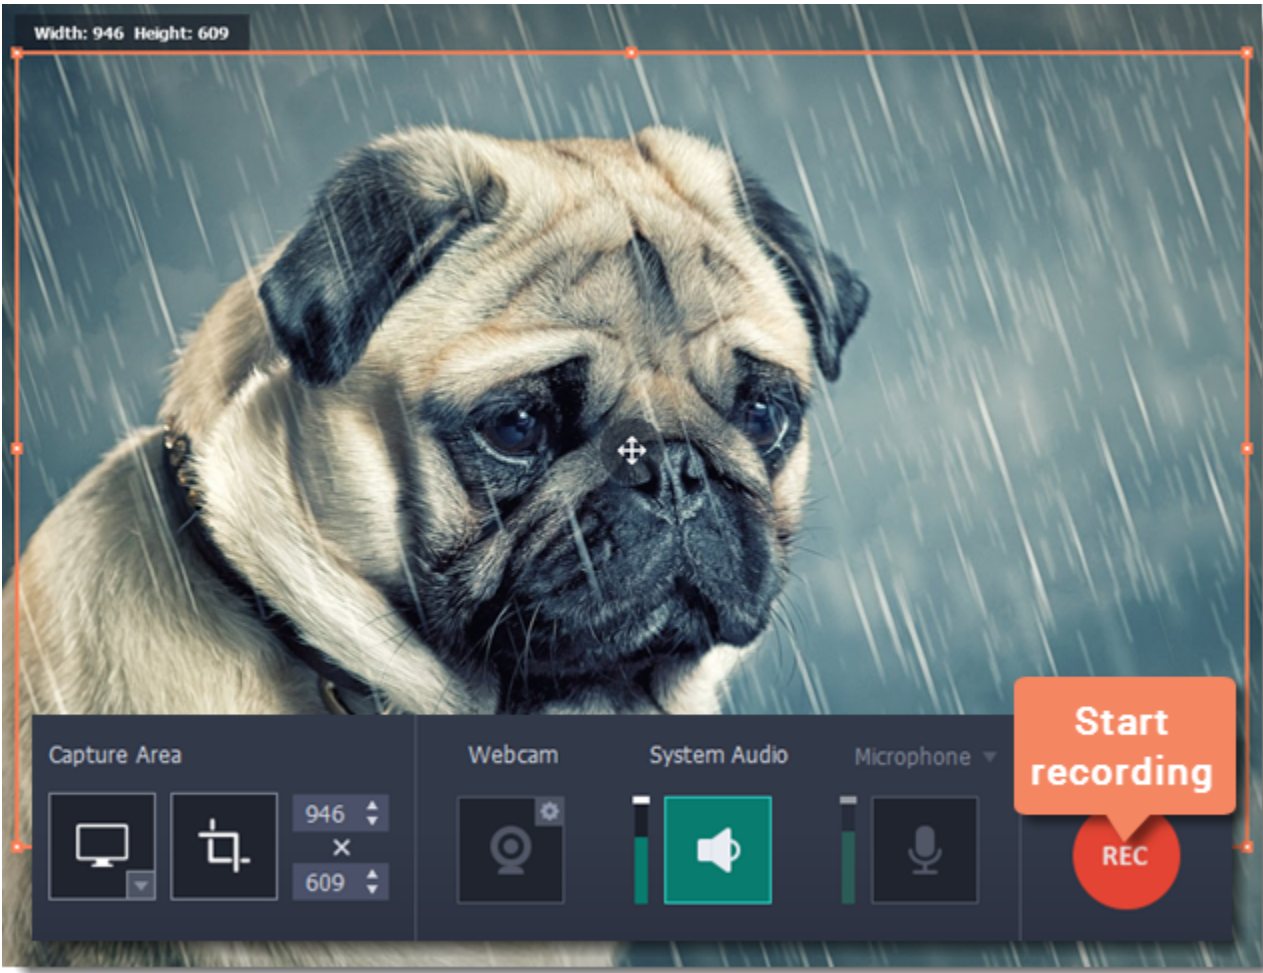 Width: 946 Height: 609
Start
recording
Capture Area
Webcam
System Audio
Microphone
946
×
609
REC